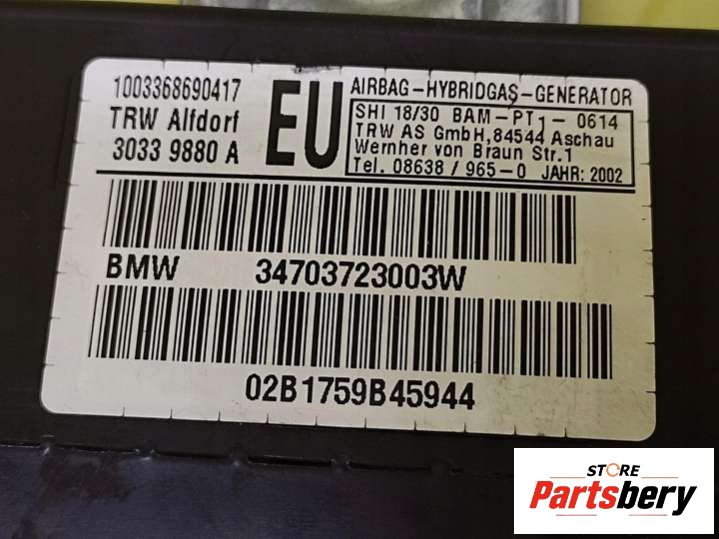 1003368690417
TRW Alfdorf
3033 9880 A
EU
AIRBAG-HYBRIDGAS-GENERATOR
SHI 18/30 BAM-PT1-0614
TRW AS GmbH,84544 Aschau
Wernher von Braun Str.1
Tel. 08638 / 965-0 JAHR: 2002
BMW 34703723003W
02B1759B45944
STORE
Partsbery